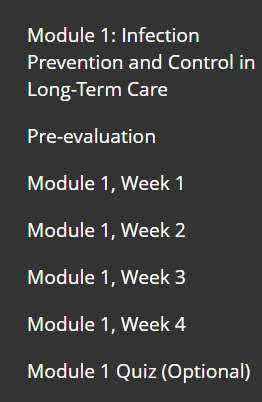 Module 1: Infection
Prevention and Control in
Long-Term Care
Pre-evaluation
Module 1, Week 1
Module 1, Week 2
Module 1, Week 3
Module 1, Week 4
Module 1 Quiz (Optional)